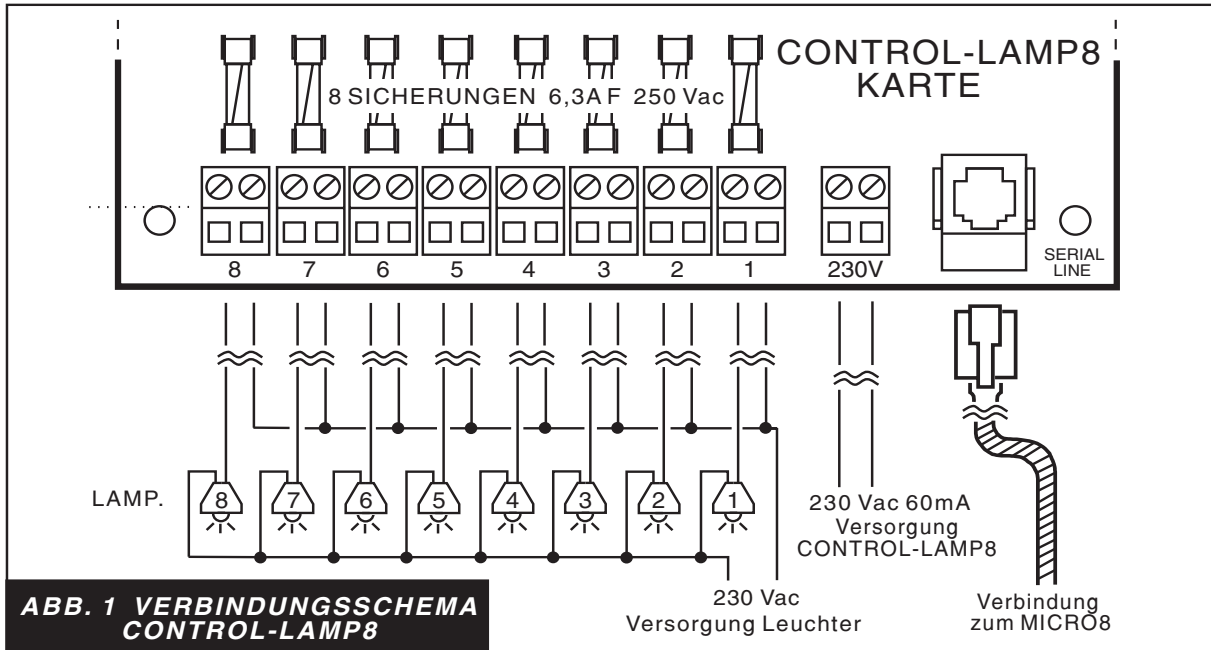 CONTROL-LAMP8
KARTE
8 SICHERUNGEN 6,3A F 250 Vac
8 7 6 5 4 3 2 1 230V
SERIAL
LINE
LAMP.
8 7 6 5 4 3 2 1
230 Vac 60mA
Versorgung
CONTROL-LAMP8
230 Vac
Versorgung Leuchter
Verbindung
zum MICRO8
ABB. 1 VERBINDUNGSSCHEMA
CONTROL-LAMP8